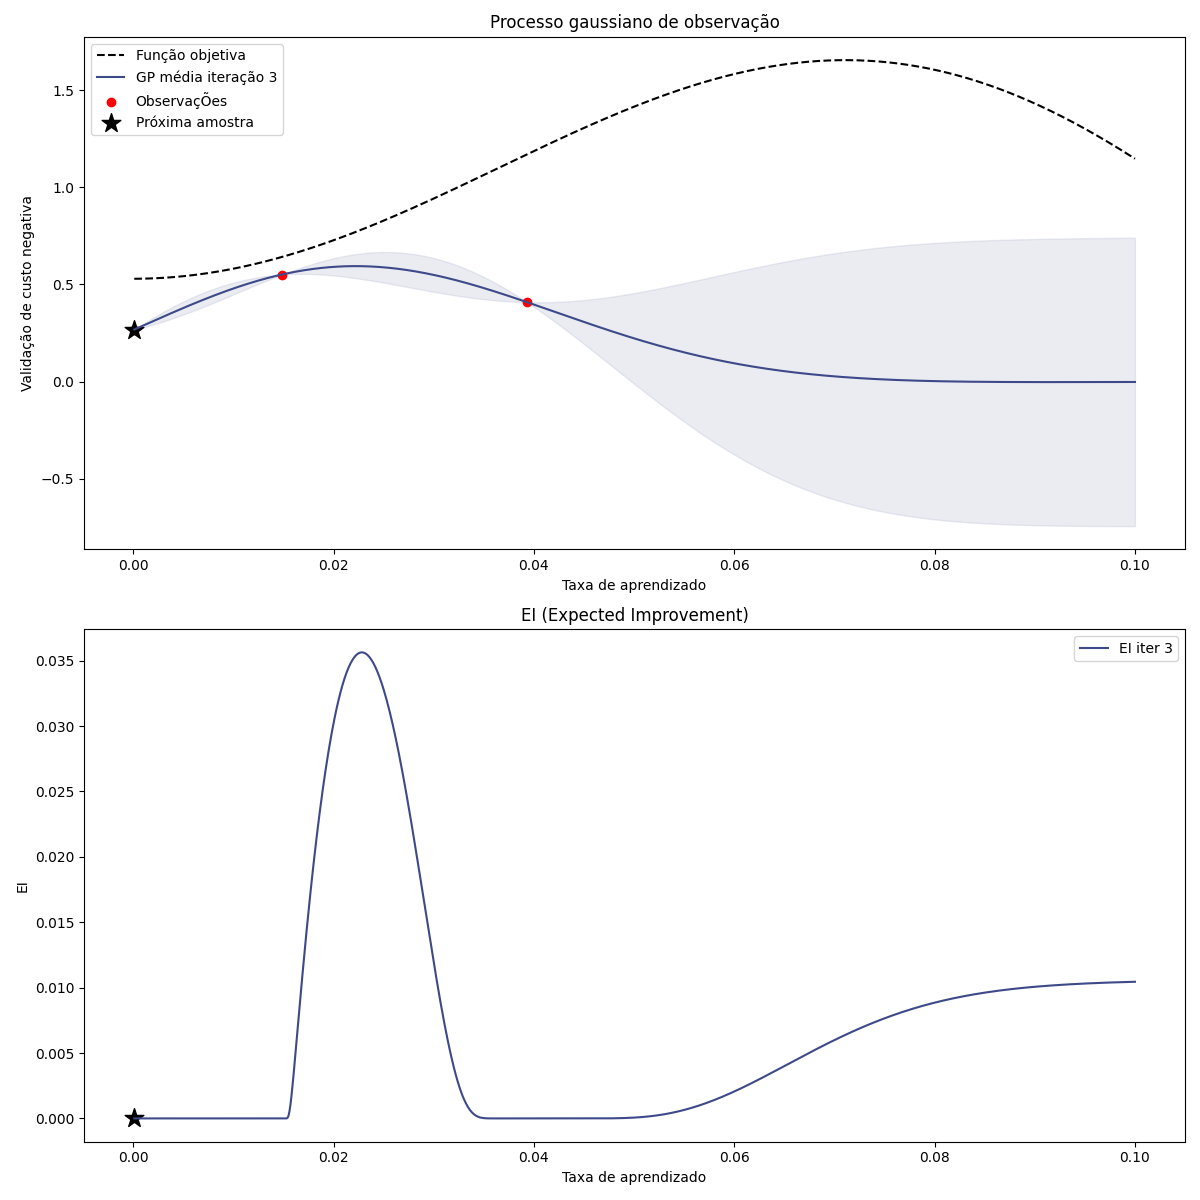 Processo gaussiano de observação
Função objetiva
GP média iteração 3
ObservaçÕes
Próxima amostra
Validação de custo negativa
1.5
1.0
0.5
0.0
−0.5
0.00 0.02 0.04 0.06 0.08 0.10
Taxa de aprendizado
EI (Expected Improvement)
EI iter 3
EI
0.035
0.030
0.025
0.020
0.015
0.010
0.005
0.000
0.00 0.02 0.04 0.06 0.08 0.10
Taxa de aprendizado